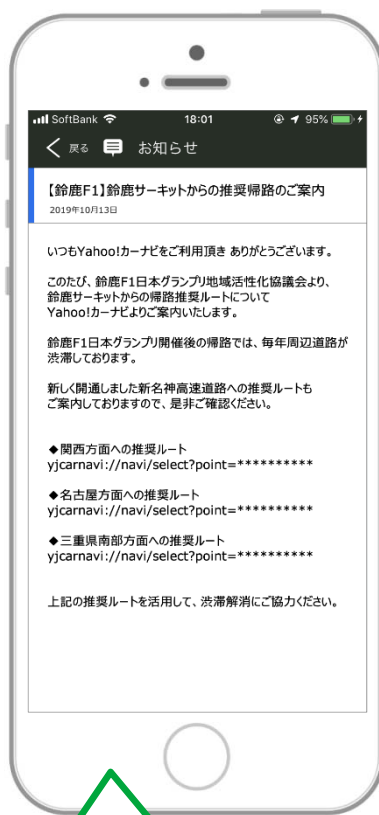 SoftBank 18:01 95%
戻る お知らせ
【鈴鹿F1】鈴鹿サーキットからの推奨帰路のご案内
2019年10月13日
いつもYahoo!カーナビをご利用頂き ありがとうございます。
このたび、鈴鹿F1日本グランプリ地域活性化協議会より、
鈴鹿サーキットからの帰路推奨ルートについて
Yahoo!カーナビよりご案内いたします。
鈴鹿F1日本グランプリ開催後の帰路では、毎年周辺道路が
渋滞しております。
新しく開通しました新名神高速道路への推奨ルートも
ご案内しておりますので、是非ご確認ください。
◆関西方面への推奨ルート
yjcarnavi://navi/select?point=**********
◆名古屋方面への推奨ルート
yjcarnavi://navi/select?point=**********
◆三重県南部方面への推奨ルート
yjcarnavi://navi/select?point=**********
上記の推奨ルートを活用して、渋滞解消にご協力ください。